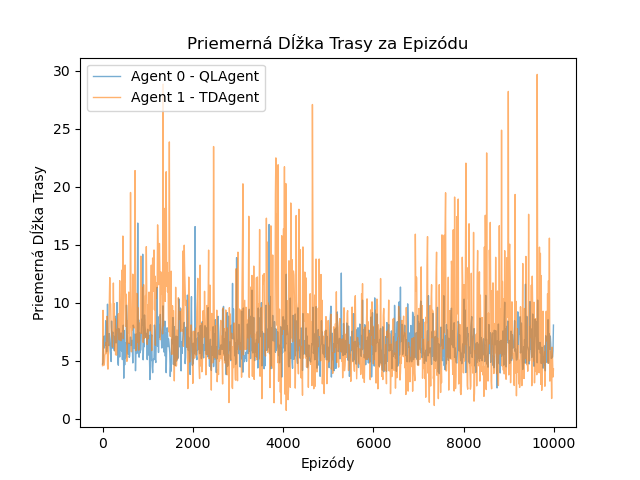 Priemerná Dĺžka Trasy za Epizódu
Agent 0 - QLAgent
Agent 1 - TDAgent
Priemerná Dĺžka Trasy
30
25
20
15
10
5
0
0 2000 4000 6000 8000 10000
Epizódy